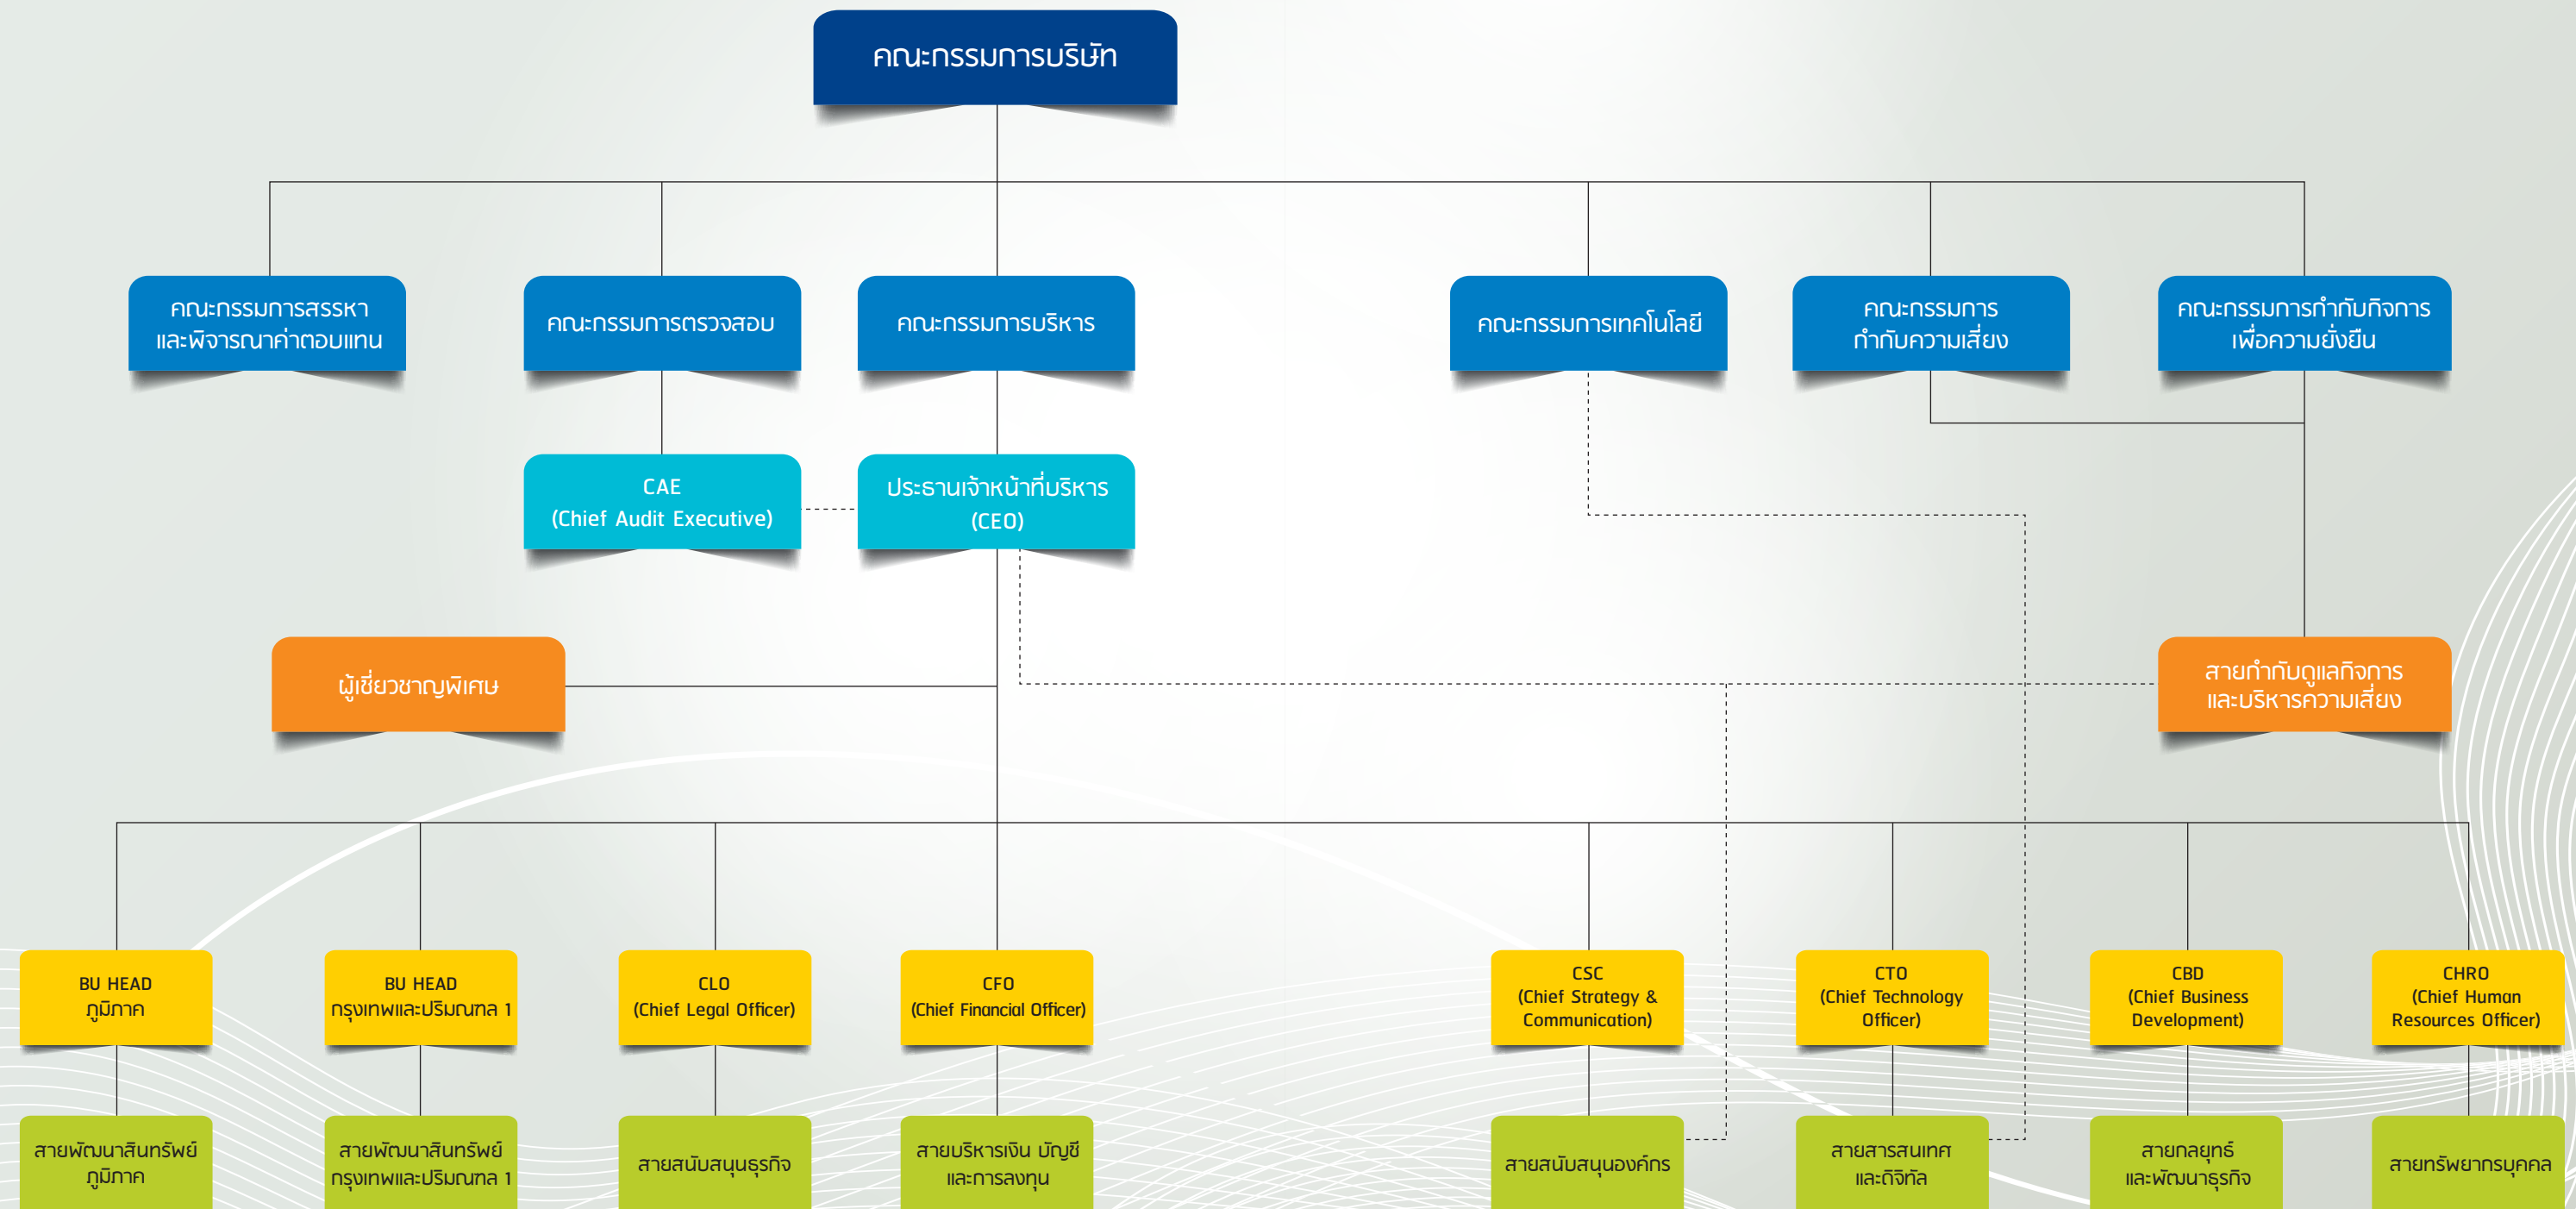 คณะกรรมการบริษัท
คณะกรรมการสรรหา
และพิจารณาค่าตอบแทน
คณะกรรมการตรวจสอบ
คณะกรรมการบริหาร
คณะกรรมการเทคโนโลยี
คณะกรรมการ
กำกับความเสี่ยง
คณะกรรมการกำกับกิจการ
เพื่อความยั่งยืน
CAE
(Chief Audit Executive)
ประธานเจ้าหน้าที่บริหาร
(CEO)
ผู้เชี่ยวชาญพิเศษ
สายกำกับดูแลกิจการ
และบริหารความเสี่ยง
BU HEAD
ภูมิภาค
BU HEAD
กรุงเทพและปริมณฑล 1
CLO
(Chief Legal Officer)
CFO
(Chief Financial Officer)
CSC
(Chief Strategy &
Communication)
CTO
(Chief Technology
Officer)
CBD
(Chief Business
Development)
CHRO
(Chief Human
Resources Officer)
สายพัฒนาสินทรัพย์
ภูมิภาค
สายพัฒนาสินทรัพย์
กรุงเทพและปริมณฑล 1
สายสนับสนุนธุรกิจ
สายบริหารเงิน บัญชี
และการลงทุน
สายสนับสนุนองค์กร
สายสารสนเทศ
และดิจิทัล
สายกลยุทธ์
และพัฒนาธุรกิจ
สายทรัพยากรบุคคล